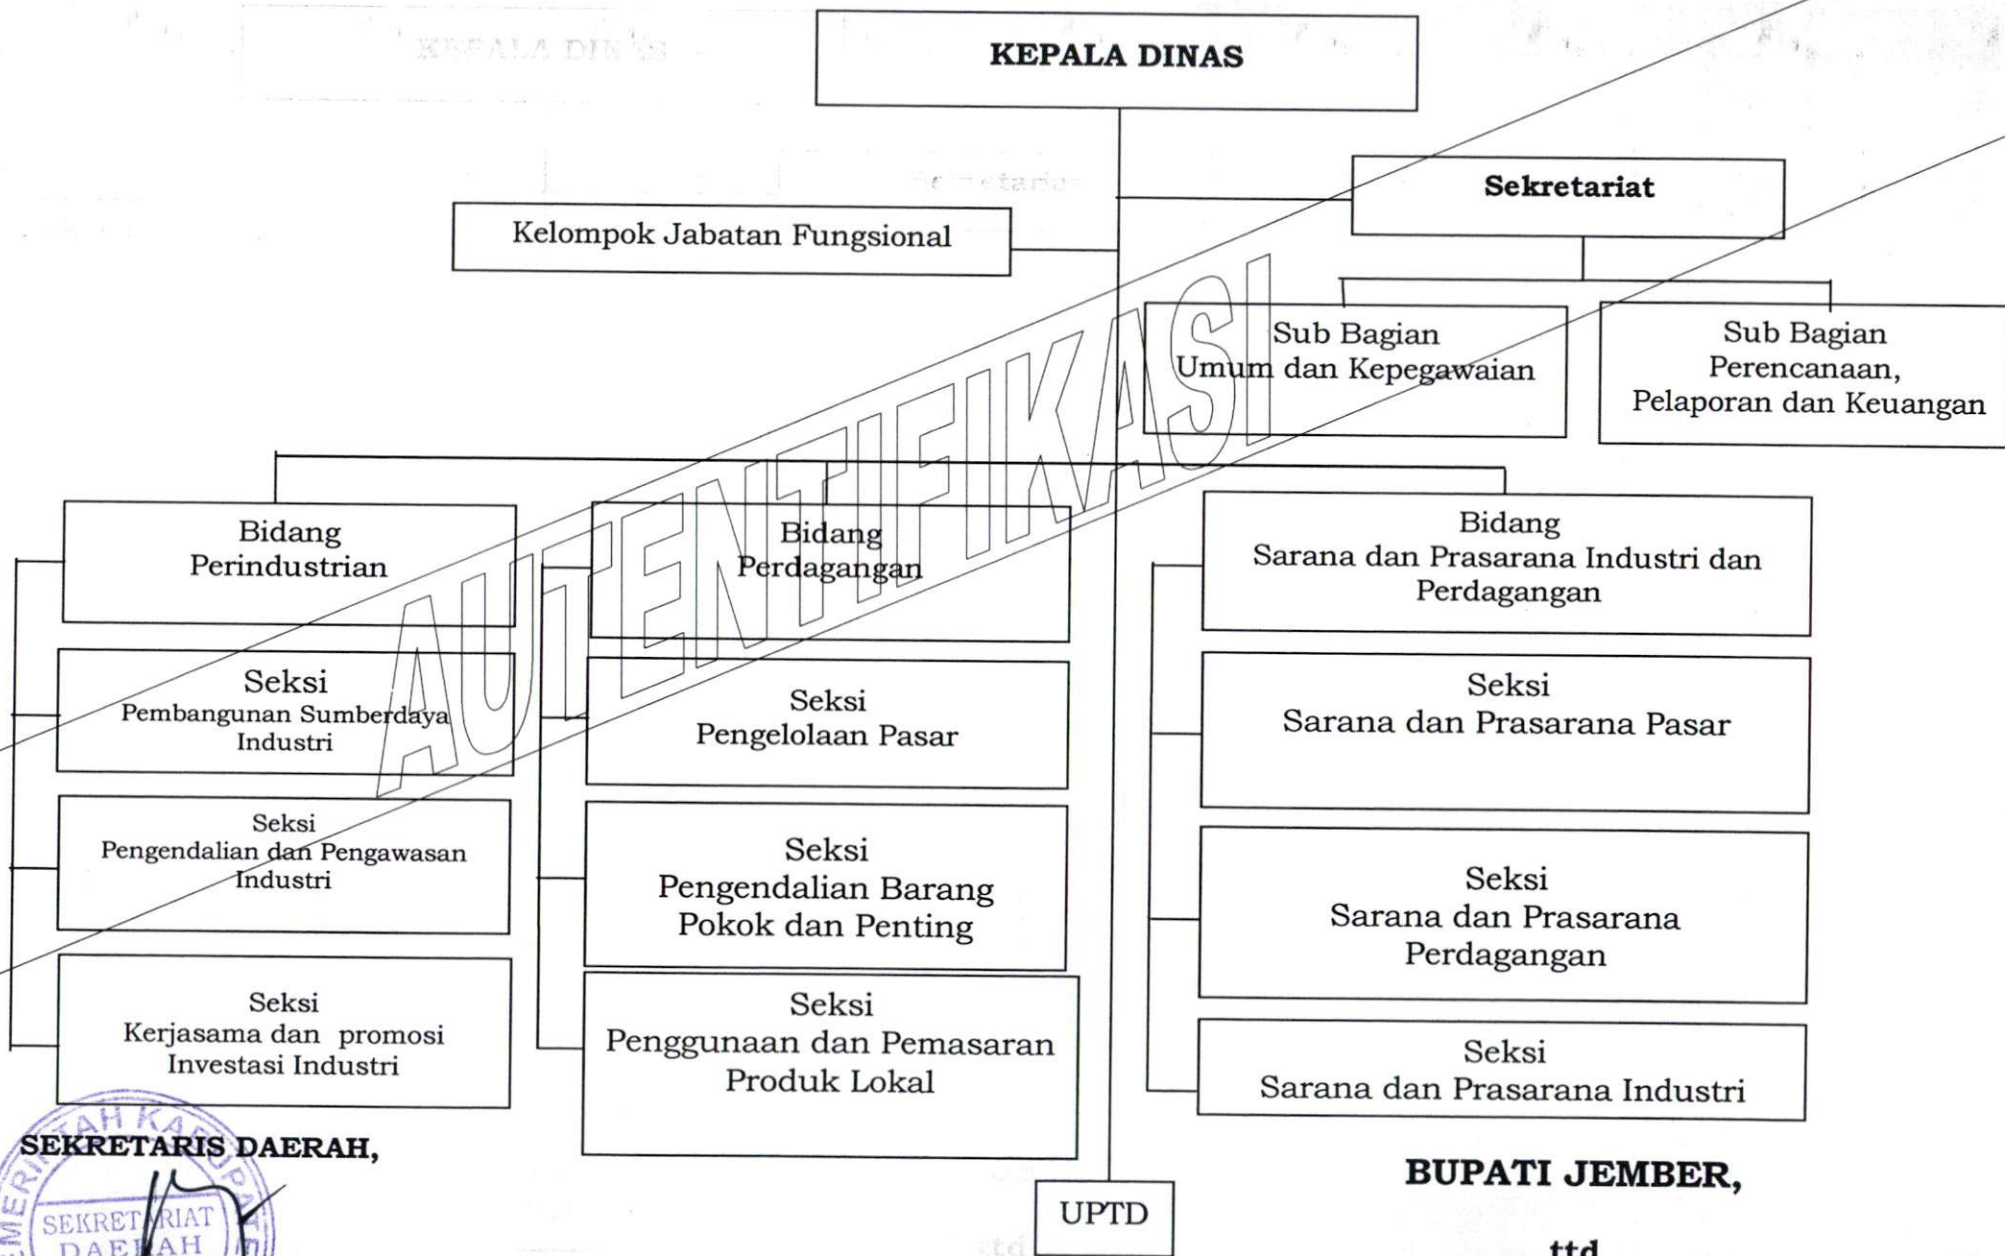 KEPALA DINAS
KEPALA DINAS
Sekretariat
Kelompok Jabatan Fungsional
Sub Bagian
Umum dan Kepegawaian
Sub Bagian
Perencanaan,
Pelaporan dan Keuangan
AUTENTIFIKASI
Bidang
Perindustrian
Seksi
Pembangunan Sumberdaya
Industri
Seksi
Pengendalian dan Pengawasan
Industri
Seksi
Kerjasama dan promosi
Investasi Industri
Bidang
Perdagangan
Seksi
Pengelolaan Pasar
Seksi
Pengendalian Barang
Pokok dan Penting
Seksi
Penggunaan dan Pemasaran
Produk Lokal
Bidang
Sarana dan Prasarana Industri dan
Perdagangan
Seksi
Sarana dan Prasarana Pasar
Seksi
Sarana dan Prasarana
Perdagangan
Seksi
Sarana dan Prasarana Industri
UPTD
SEKRETARIS DAERAH,
SEKRETARIAT
DAERAH
BUPATI JEMBER,
ttd